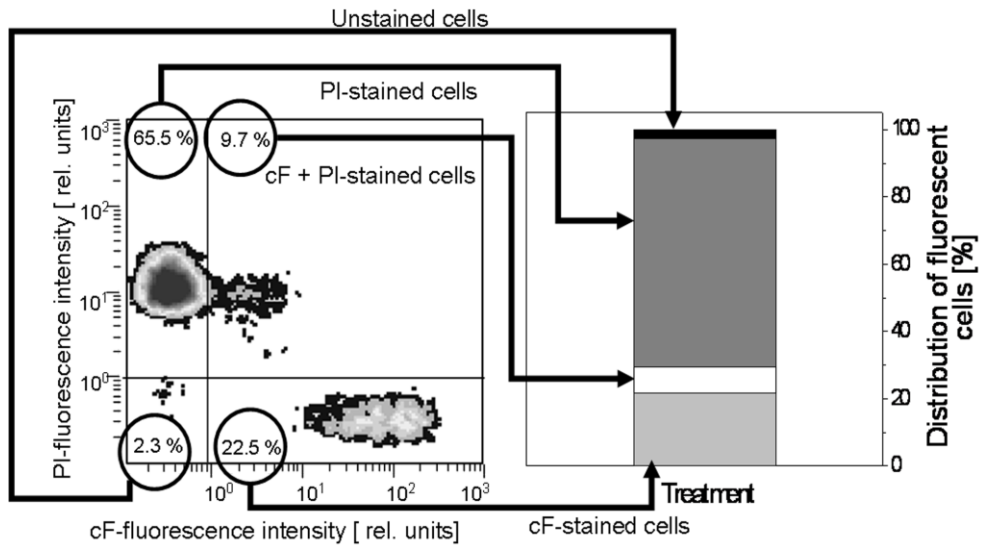 Unstained cells
PI-stained cells
65.5 %
9.7 %
cF + PI-stained cells
PI-fluorescence intensity [ rel. units]
10³
10²
10¹
10⁰
2.3 %
22.5 %
10⁰
10¹
10²
10³
cF-fluorescence intensity [ rel. units]
100
80
60
40
20
0
Distribution of fluorescent
cells [%]
Treatment
cF-stained cells